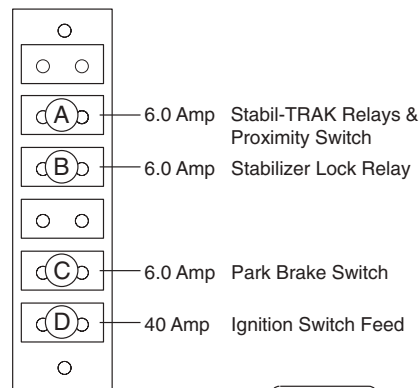 A 6.0 Amp Stabil-TRAK Relays &
Proximity Switch
B 6.0 Amp Stabilizer Lock Relay
C 6.0 Amp Park Brake Switch
D 40 Amp Ignition Switch Feed